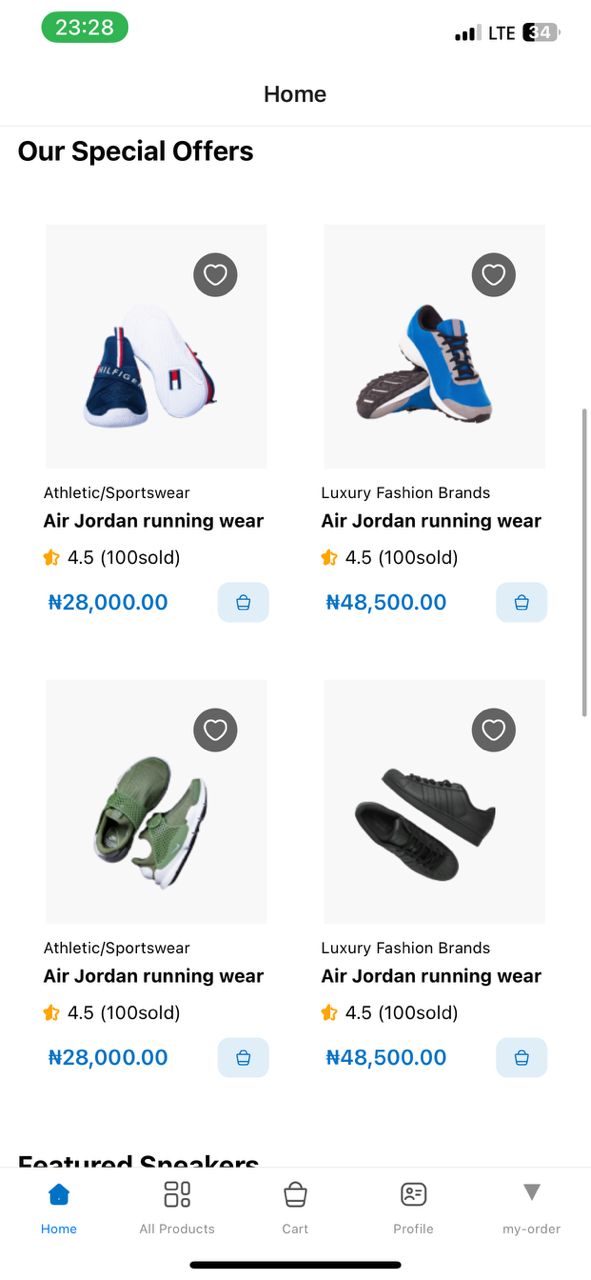 23:28
LTE 34
Home
Our Special Offers
HILFIGER
Athletic/Sportswear
Air Jordan running wear
4.5 (100sold)
₦28,000.00
Luxury Fashion Brands
Air Jordan running wear
4.5 (100sold)
₦48,500.00
Athletic/Sportswear
Air Jordan running wear
4.5 (100sold)
₦28,000.00
Luxury Fashion Brands
Air Jordan running wear
4.5 (100sold)
₦48,500.00
Featured Sneakers
Home
All Products
Cart
Profile
my-order